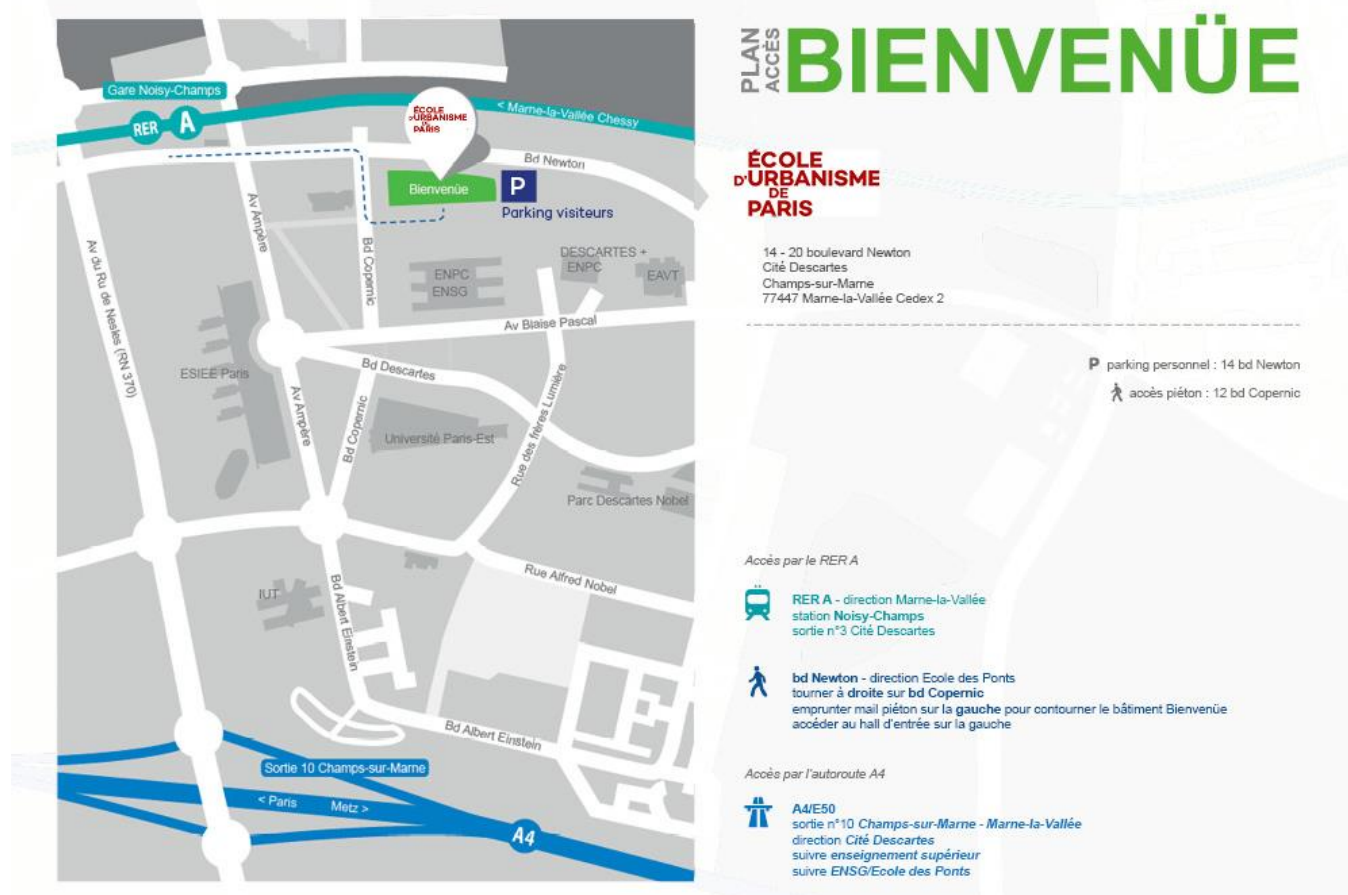 PLAN
ACCÈS
BIENVENÜE
ÉCOLE
D'URBANISME
DE
PARIS
14 - 20 boulevard Newton
Cité Descartes
Champs-sur-Marne
77447 Marne-la-Vallée Cedex 2
P parking personnel : 14 bd Newton
accès piéton : 12 bd Copernic
Accès par le RER A
RER A - direction Marne-la-Vallée
station Noisy-Champs
sortie n°3 Cité Descartes
bd Newton - direction Ecole des Ponts
tourner à droite sur bd Copernic
emprunter mail piéton sur la gauche pour contourner le bâtiment Bienvenüe
accéder au hall d'entrée sur la gauche
Accès par l'autoroute A4
A4/E50
sortie n°10 Champs-sur-Marne - Marne-la-Vallée
direction Cité Descartes
suivre enseignement supérieur
suivre ENSG/Ecole des Ponts
Gare Noisy-Champs
RER A
< Marne-la-Vallée Chessy
ÉCOLE
D'URBANISME
DE
PARIS
Bd Newton
Bienvenüe
P
Parking visiteurs
Av Ampère
Bd Copernic
Av du Ru de Nesles (RN 370)
ENPC
ENSG
DESCARTES +
ENPC
EAVT
Av Blaise Pascal
Bd Descartes
ESIEE Paris
Av Ampère
Bd Copernic
Université Paris-Est
Rue des frères Lumière
Parc Descartes Nobel
Rue Alfred Nobel
IUT
Bd Albert Einstein
Bd Albert Einstein
Sortie 10 Champs-sur-Marne
< Paris
Metz >
A4